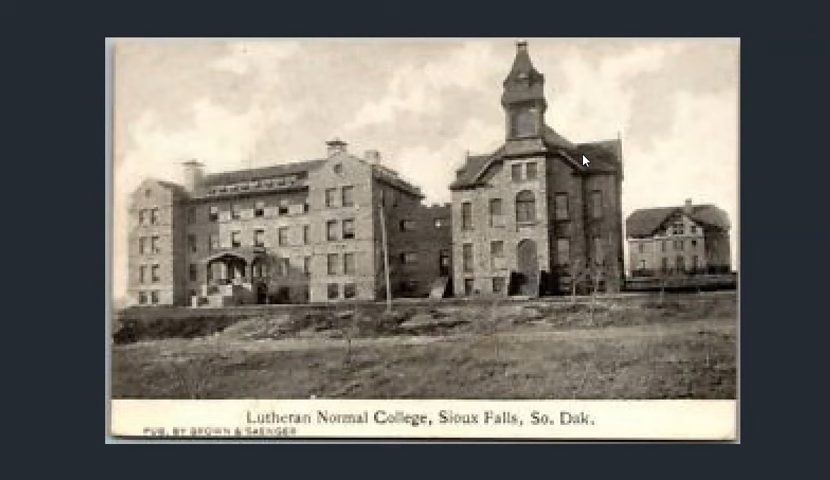 Lutheran Normal College, Sioux Falls, So. Dak.
PUB. BY BROWN & SAENGER